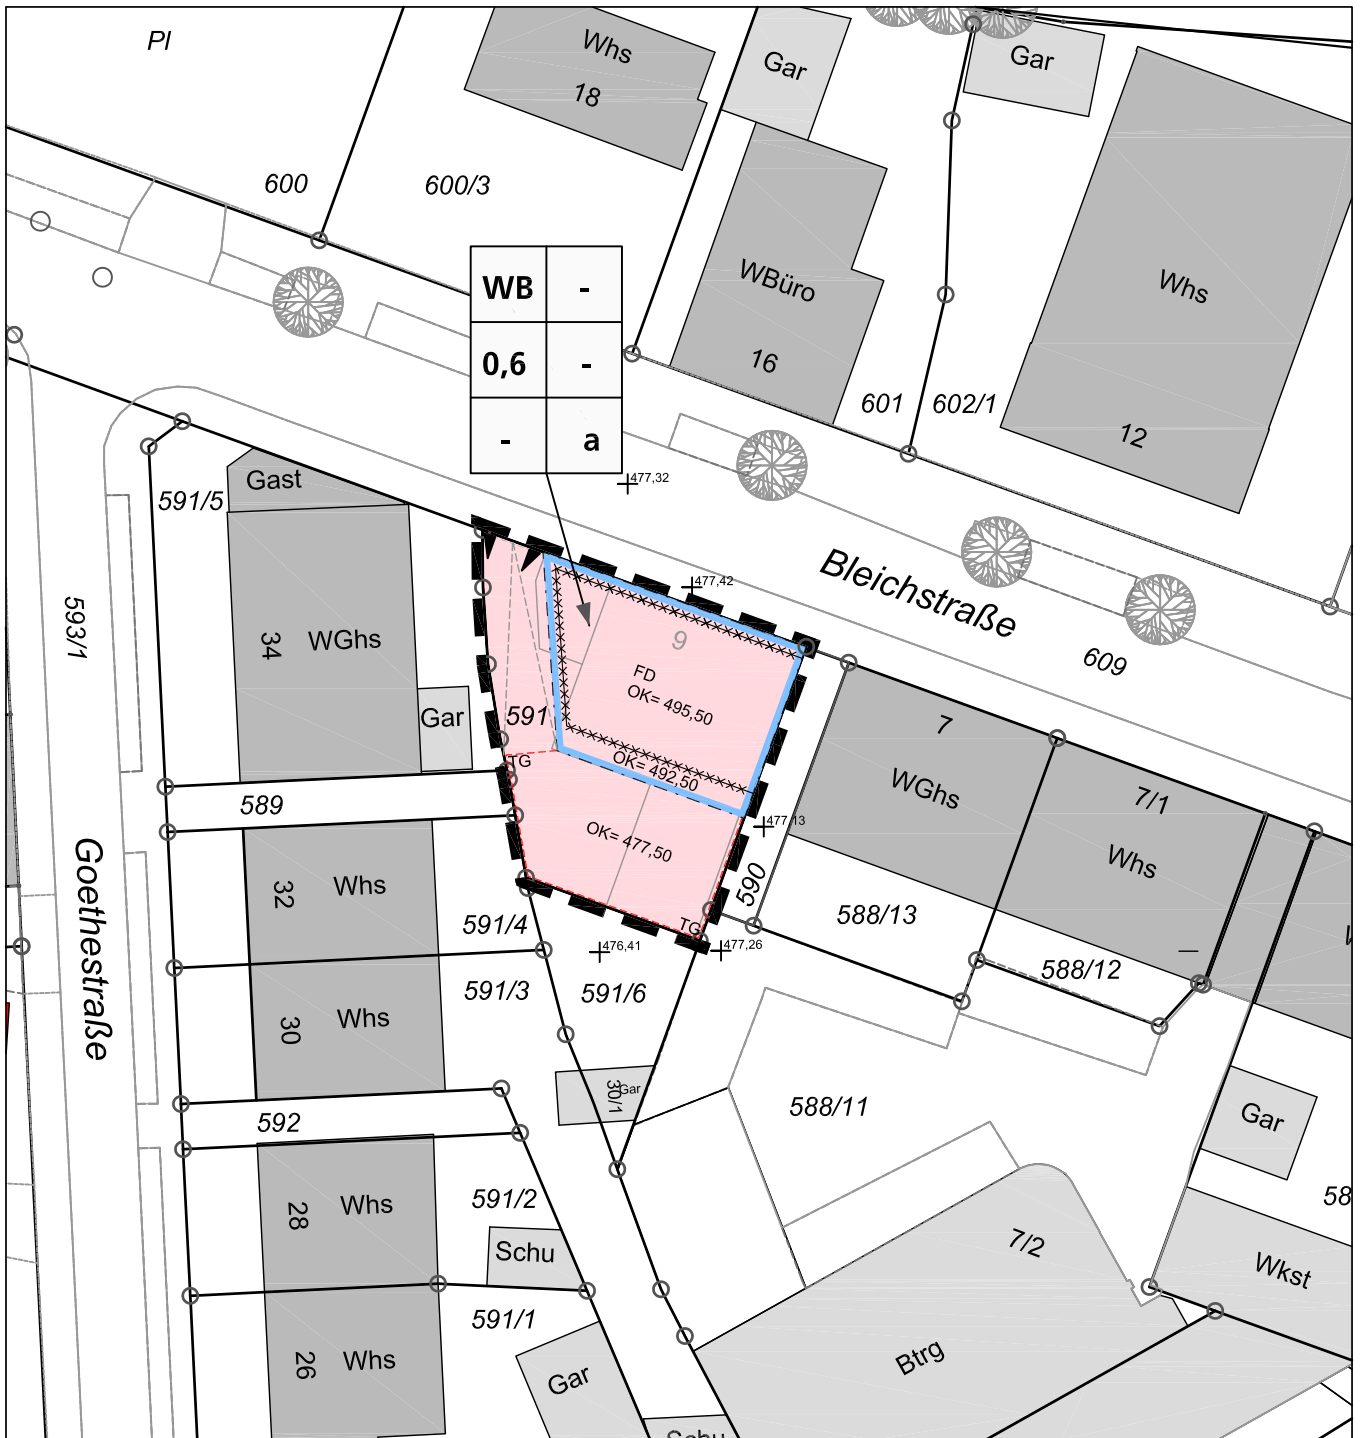 Pl
Whs
18
Gar
Gar
600
600/3
WB -
0,6 -
- a
WBüro
16
Whs
12
601
602/1
Gast
591/5
477,32
477,42
Bleichstraße
609
593/1
34
WGhs
Gar
9
FD
OK= 495,50
591
TG
OK= 492,50
7
WGhs
7/1
Whs
589
OK= 477,50
477,13
590
Goethestraße
32
Whs
591/4
TG
588/13
476,41
477,26
588/12
591/3
591/6
30
Whs
30/1
Gar
588/11
592
Gar
28
Whs
591/2
58
Schu
7/2
Wkst
591/1
26
Whs
Gar
Btrg
Schu